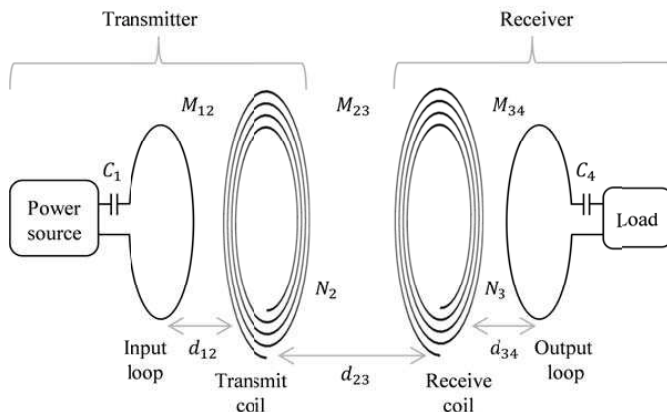 Transmitter
Receiver
M₁₂
M₂₃
M₃₄
C₁
C₄
Power
source
Load
N₂
N₃
d₁₂
d₂₃
d₃₄
Input
loop
Transmit
coil
Receive
coil
Output
loop